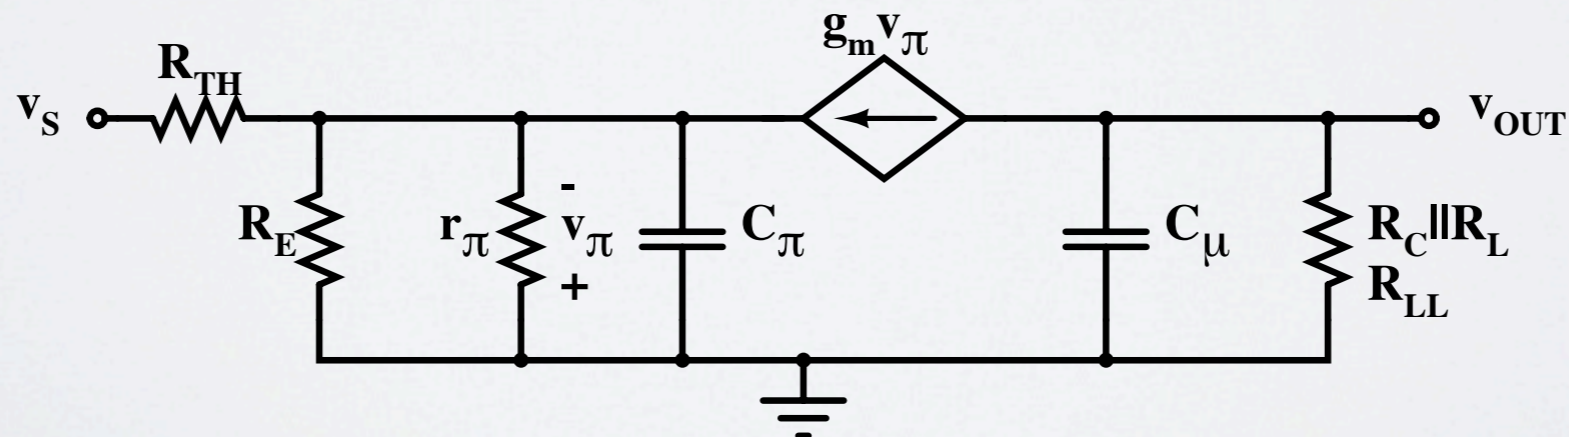 g_m v_π
R_TH
v_S
v_OUT
R_E
r_π
-
v_π
+
C_π
C_μ
R_C||R_L
R_LL